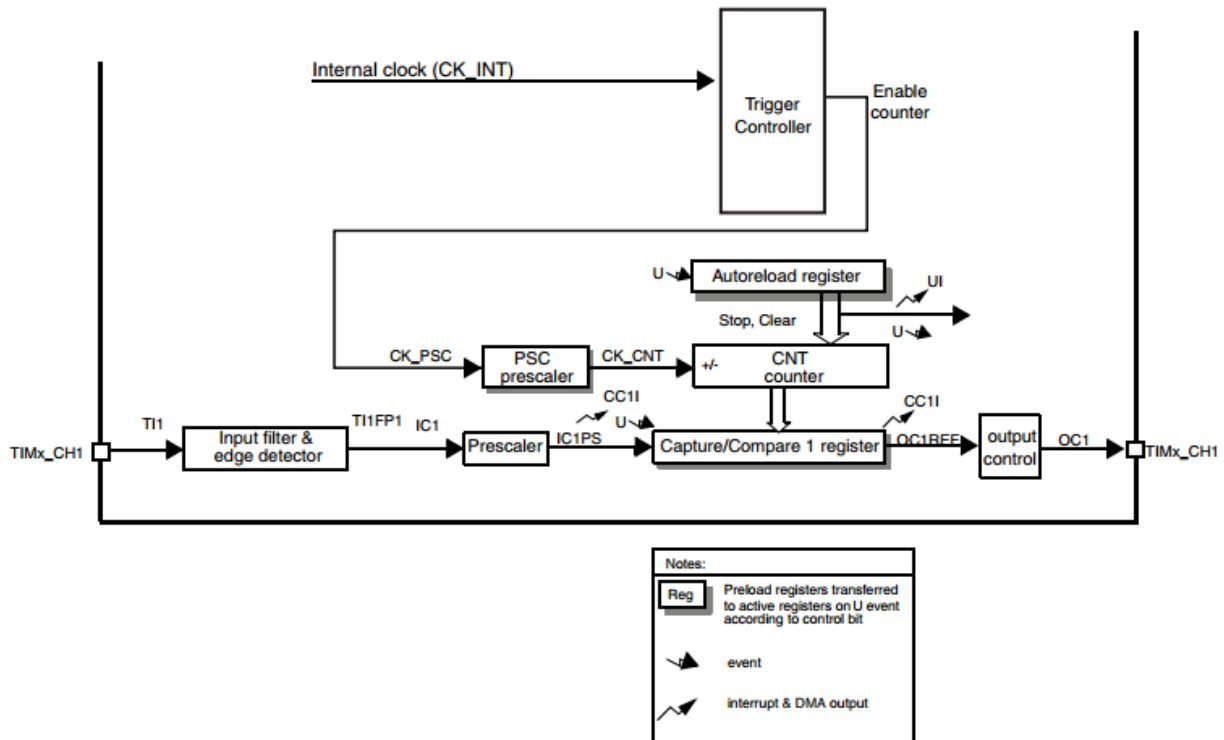 Internal clock (CK_INT)
Trigger
Controller
Enable
counter
U
Autoreload register
UI
Stop, Clear
U
CK_PSC
PSC
prescaler
CK_CNT
+/-
CNT
counter
CC1I
CC1I
TI1
TI1FP1
IC1
U
TIMx_CH1
Input filter &
edge detector
Prescaler
IC1PS
Capture/Compare 1 register
OC1REF
output
control
OC1
TIMx_CH1
Notes:
Reg
Preload registers transferred
to active registers on U event
according to control bit
event
interrupt & DMA output